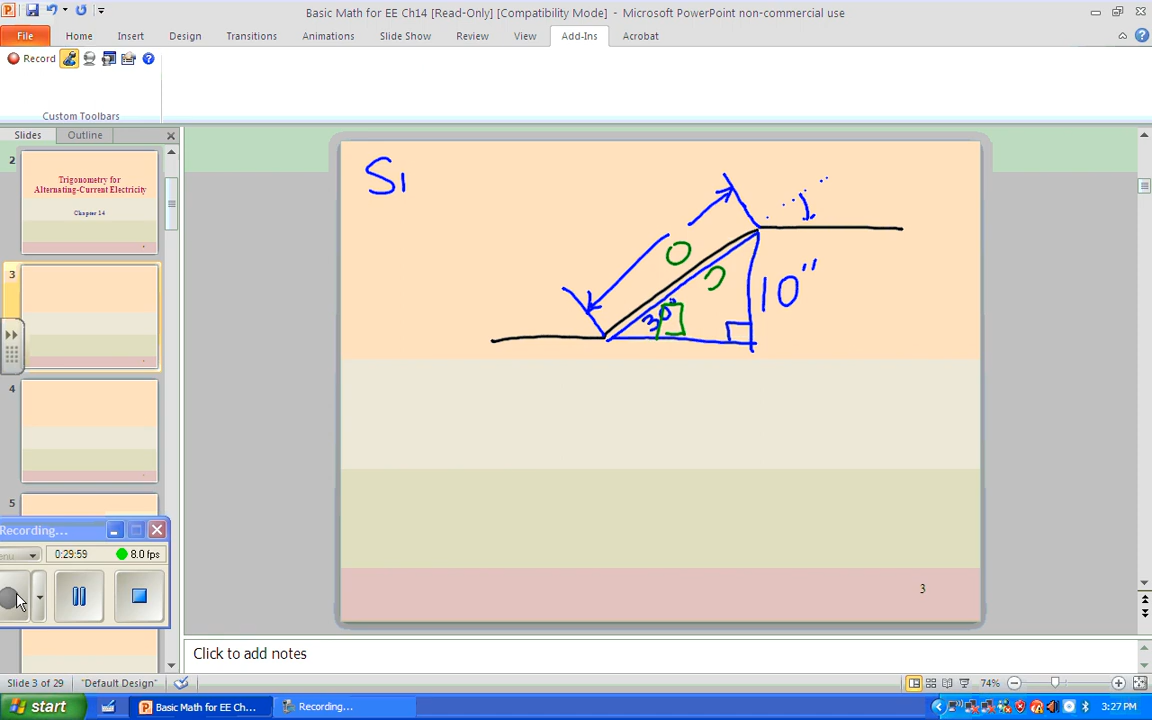 Basic Math for EE Ch14 [Read-Only] [Compatibility Mode] - Microsoft PowerPoint non-commercial use
File Home Insert Design Transitions Animations Slide Show Review View Add-Ins Acrobat
Record
Custom Toolbars
Slides Outline
2
Trigonometry for
Alternating-Current Electricity
Chapter 14
3
4
5
Recording...
0:29:59 8.0 fps
SI
30°
10"
3
Click to add notes
Slide 3 of 29 "Default Design" 74%
start Basic Math for EE Ch... Recording... 3:27 PM